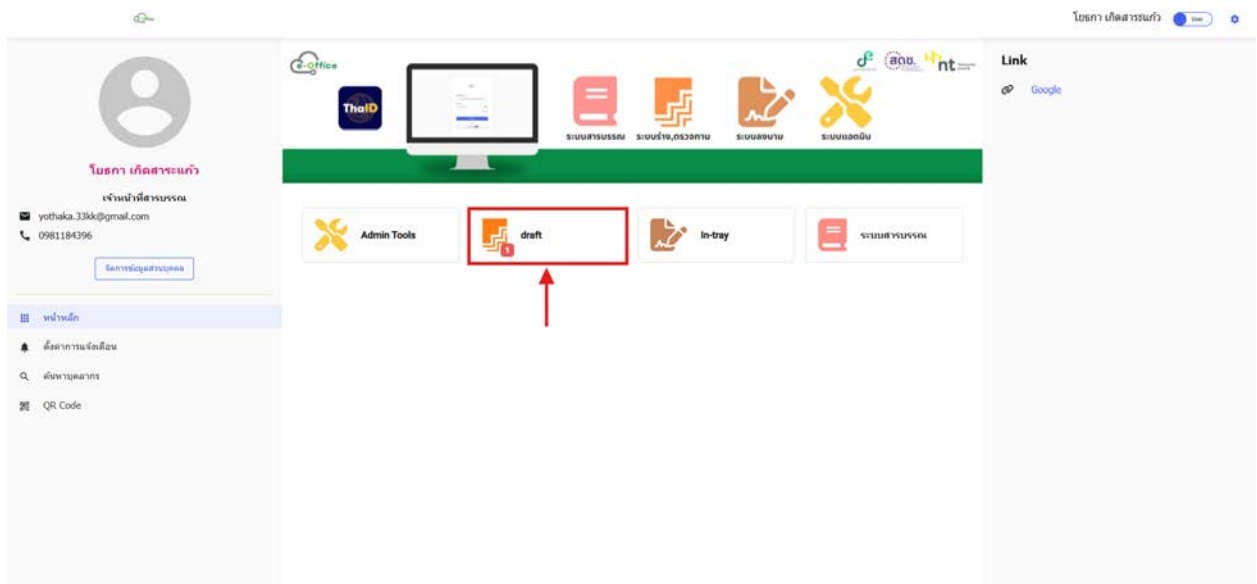 โยธกา เกิดสาระแก้ว
User
โยธกา เกิดสาระแก้ว
เจ้าหน้าที่สารบรรณ
yothaka.33kk@gmail.com
0981184396
จัดการข้อมูลส่วนบุคคล
หน้าหลัก
ตั้งค่าการแจ้งเตือน
ค้นหาบุคลากร
QR Code
e-office
ThaID
ระบบสารบรรณ
ระบบร่าง,ตรวจทาน
ระบบลงนาม
ระบบแอดมิน
สดช.
nt
Admin Tools
draft
1
In-tray
ระบบสารบรรณ
Link
Google